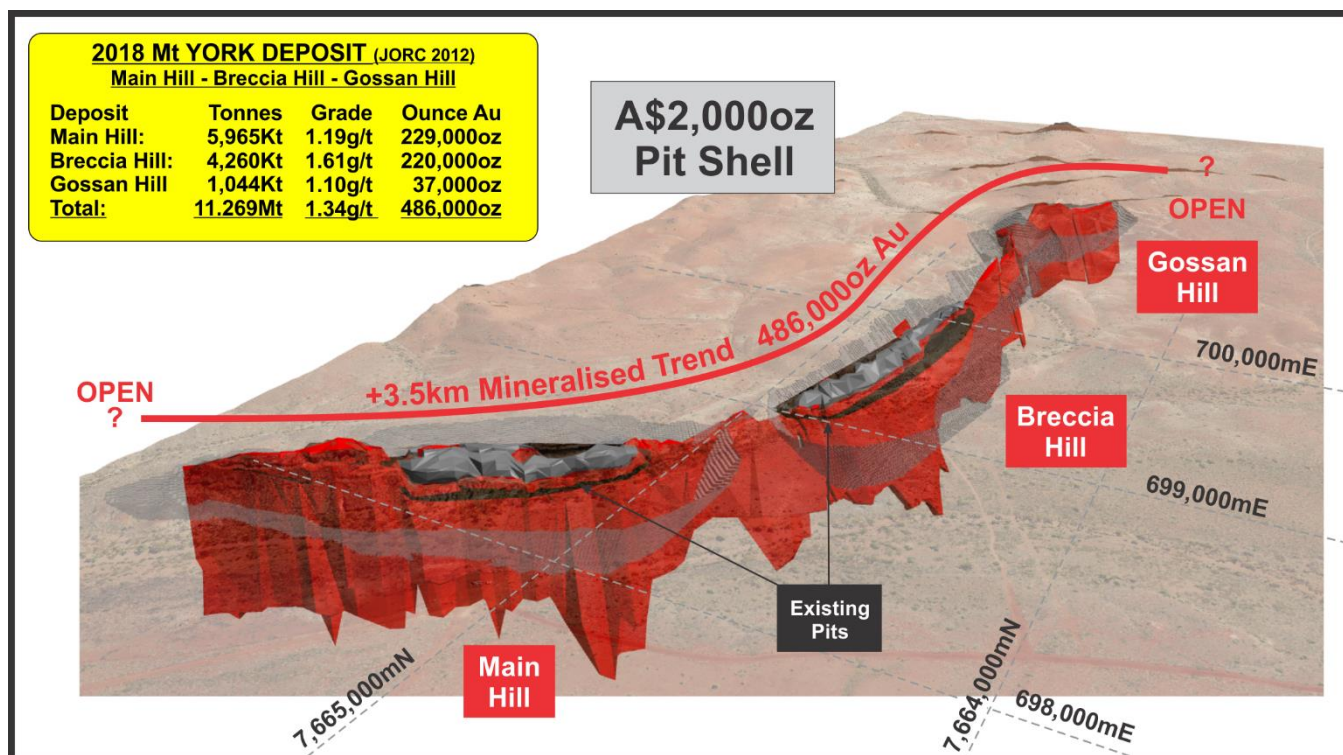 2018 Mt YORK DEPOSIT (JORC 2012)
Main Hill - Breccia Hill - Gossan Hill
Deposit Tonnes Grade Ounce Au
Main Hill: 5,965Kt 1.19g/t 229,000oz
Breccia Hill: 4,260Kt 1.61g/t 220,000oz
Gossan Hill 1,044Kt 1.10g/t 37,000oz
Total: 11.269Mt 1.34g/t 486,000oz
A$2,000oz
Pit Shell
?
OPEN
Gossan
Hill
700,000mE
+3.5km Mineralised Trend 486,000oz Au
OPEN
?
Breccia
Hill
699,000mE
Existing
Pits
Main
Hill
7,665,000mN
7,664,000mN
698,000mE